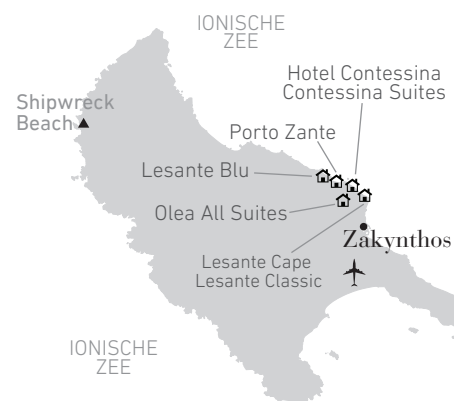 IONISCHE
ZEE
Hotel Contessina
Contessina Suites
Shipwreck
Beach
Porto Zante
Lesante Blu
Olea All Suites
Zakynthos
Lesante Cape
Lesante Classic
IONISCHE
ZEE